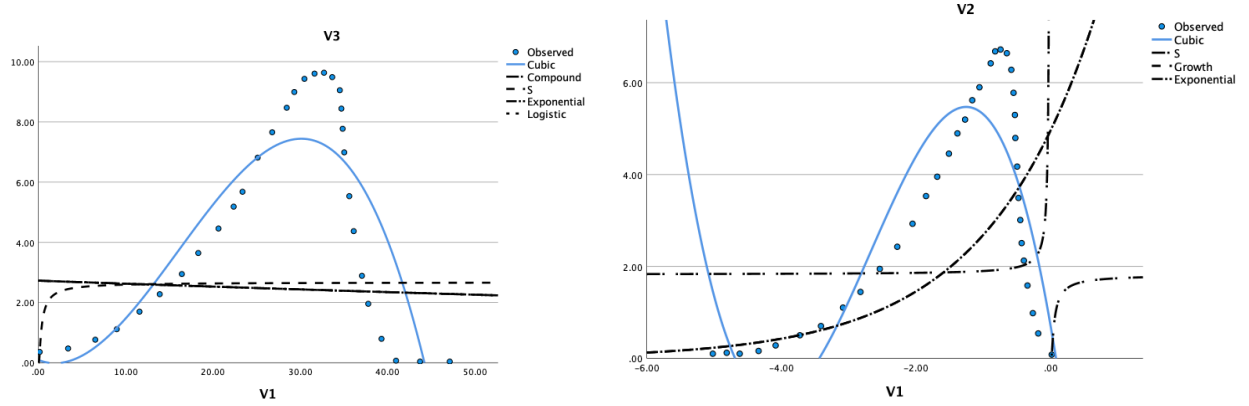 V3
Observed
Cubic
Compound
S
Exponential
Logistic
10.00
8.00
6.00
4.00
2.00
.00
.00 10.00 20.00 30.00 40.00 50.00
V1
V2
Observed
Cubic
S
Growth
Exponential
6.00
4.00
2.00
.00
-6.00 -4.00 -2.00 .00
V1